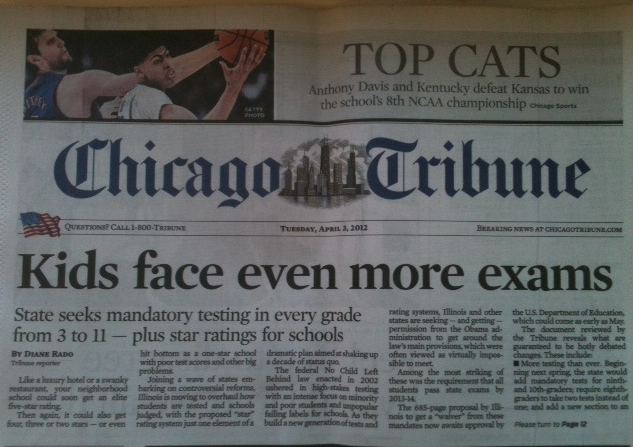 TOP CATS
Anthony Davis and Kentucky defeat Kansas to win
the school's 8th NCAA championship Chicago Sports
GETTY
PHOTO
Chicago Tribune
QUESTIONS? CALL 1-800-TRIBUNE
TUESDAY, APRIL 3, 2012
BREAKING NEWS AT CHICAGOTRIBUNE.COM
Kids face even more exams
State seeks mandatory testing in every grade
from 3 to 11 — plus star ratings for schools
BY DIANE RADO
Tribune reporter
Like a luxury hotel or a swanky
restaurant, your neighborhood
school could soon get an elite
five-star rating.
Then again, it could also get
four, three or two stars — or even
hit bottom as a one-star school
with poor test scores and other big
problems.
Joining a wave of states em-
barking on controversial reforms,
Illinois is moving to overhaul how
students are tested and schools
judged, with the proposed "star"
rating system just one element of a
dramatic plan aimed at shaking up
a decade of status quo.
The federal No Child Left
Behind law enacted in 2002
ushered in high-stakes testing
with an intense focus on minority
and poor students and unpopular
failing labels for schools. As they
build a new generation of tests and
rating systems, Illinois and other
states are seeking — and getting —
permission from the Obama ad-
ministration to get around the
law's main provisions, which were
often viewed as virtually impos-
sible to meet.
Among the most striking of
these was the requirement that all
students pass state exams by
2013-14.
The 685-page proposal by Illi-
nois to get a "waiver" from these
mandates now awaits approval by
the U.S. Department of Education,
which could come as early as May.
The document reviewed by
the Tribune reveals what are
guaranteed to be hotly debated
changes. These include:
■ More testing than ever. Begin-
ning next spring, the state would
add mandatory tests for ninth-
and 10th-graders; require eighth-
graders to take two tests instead of
one; and add a new section to an
Please turn to Page 12